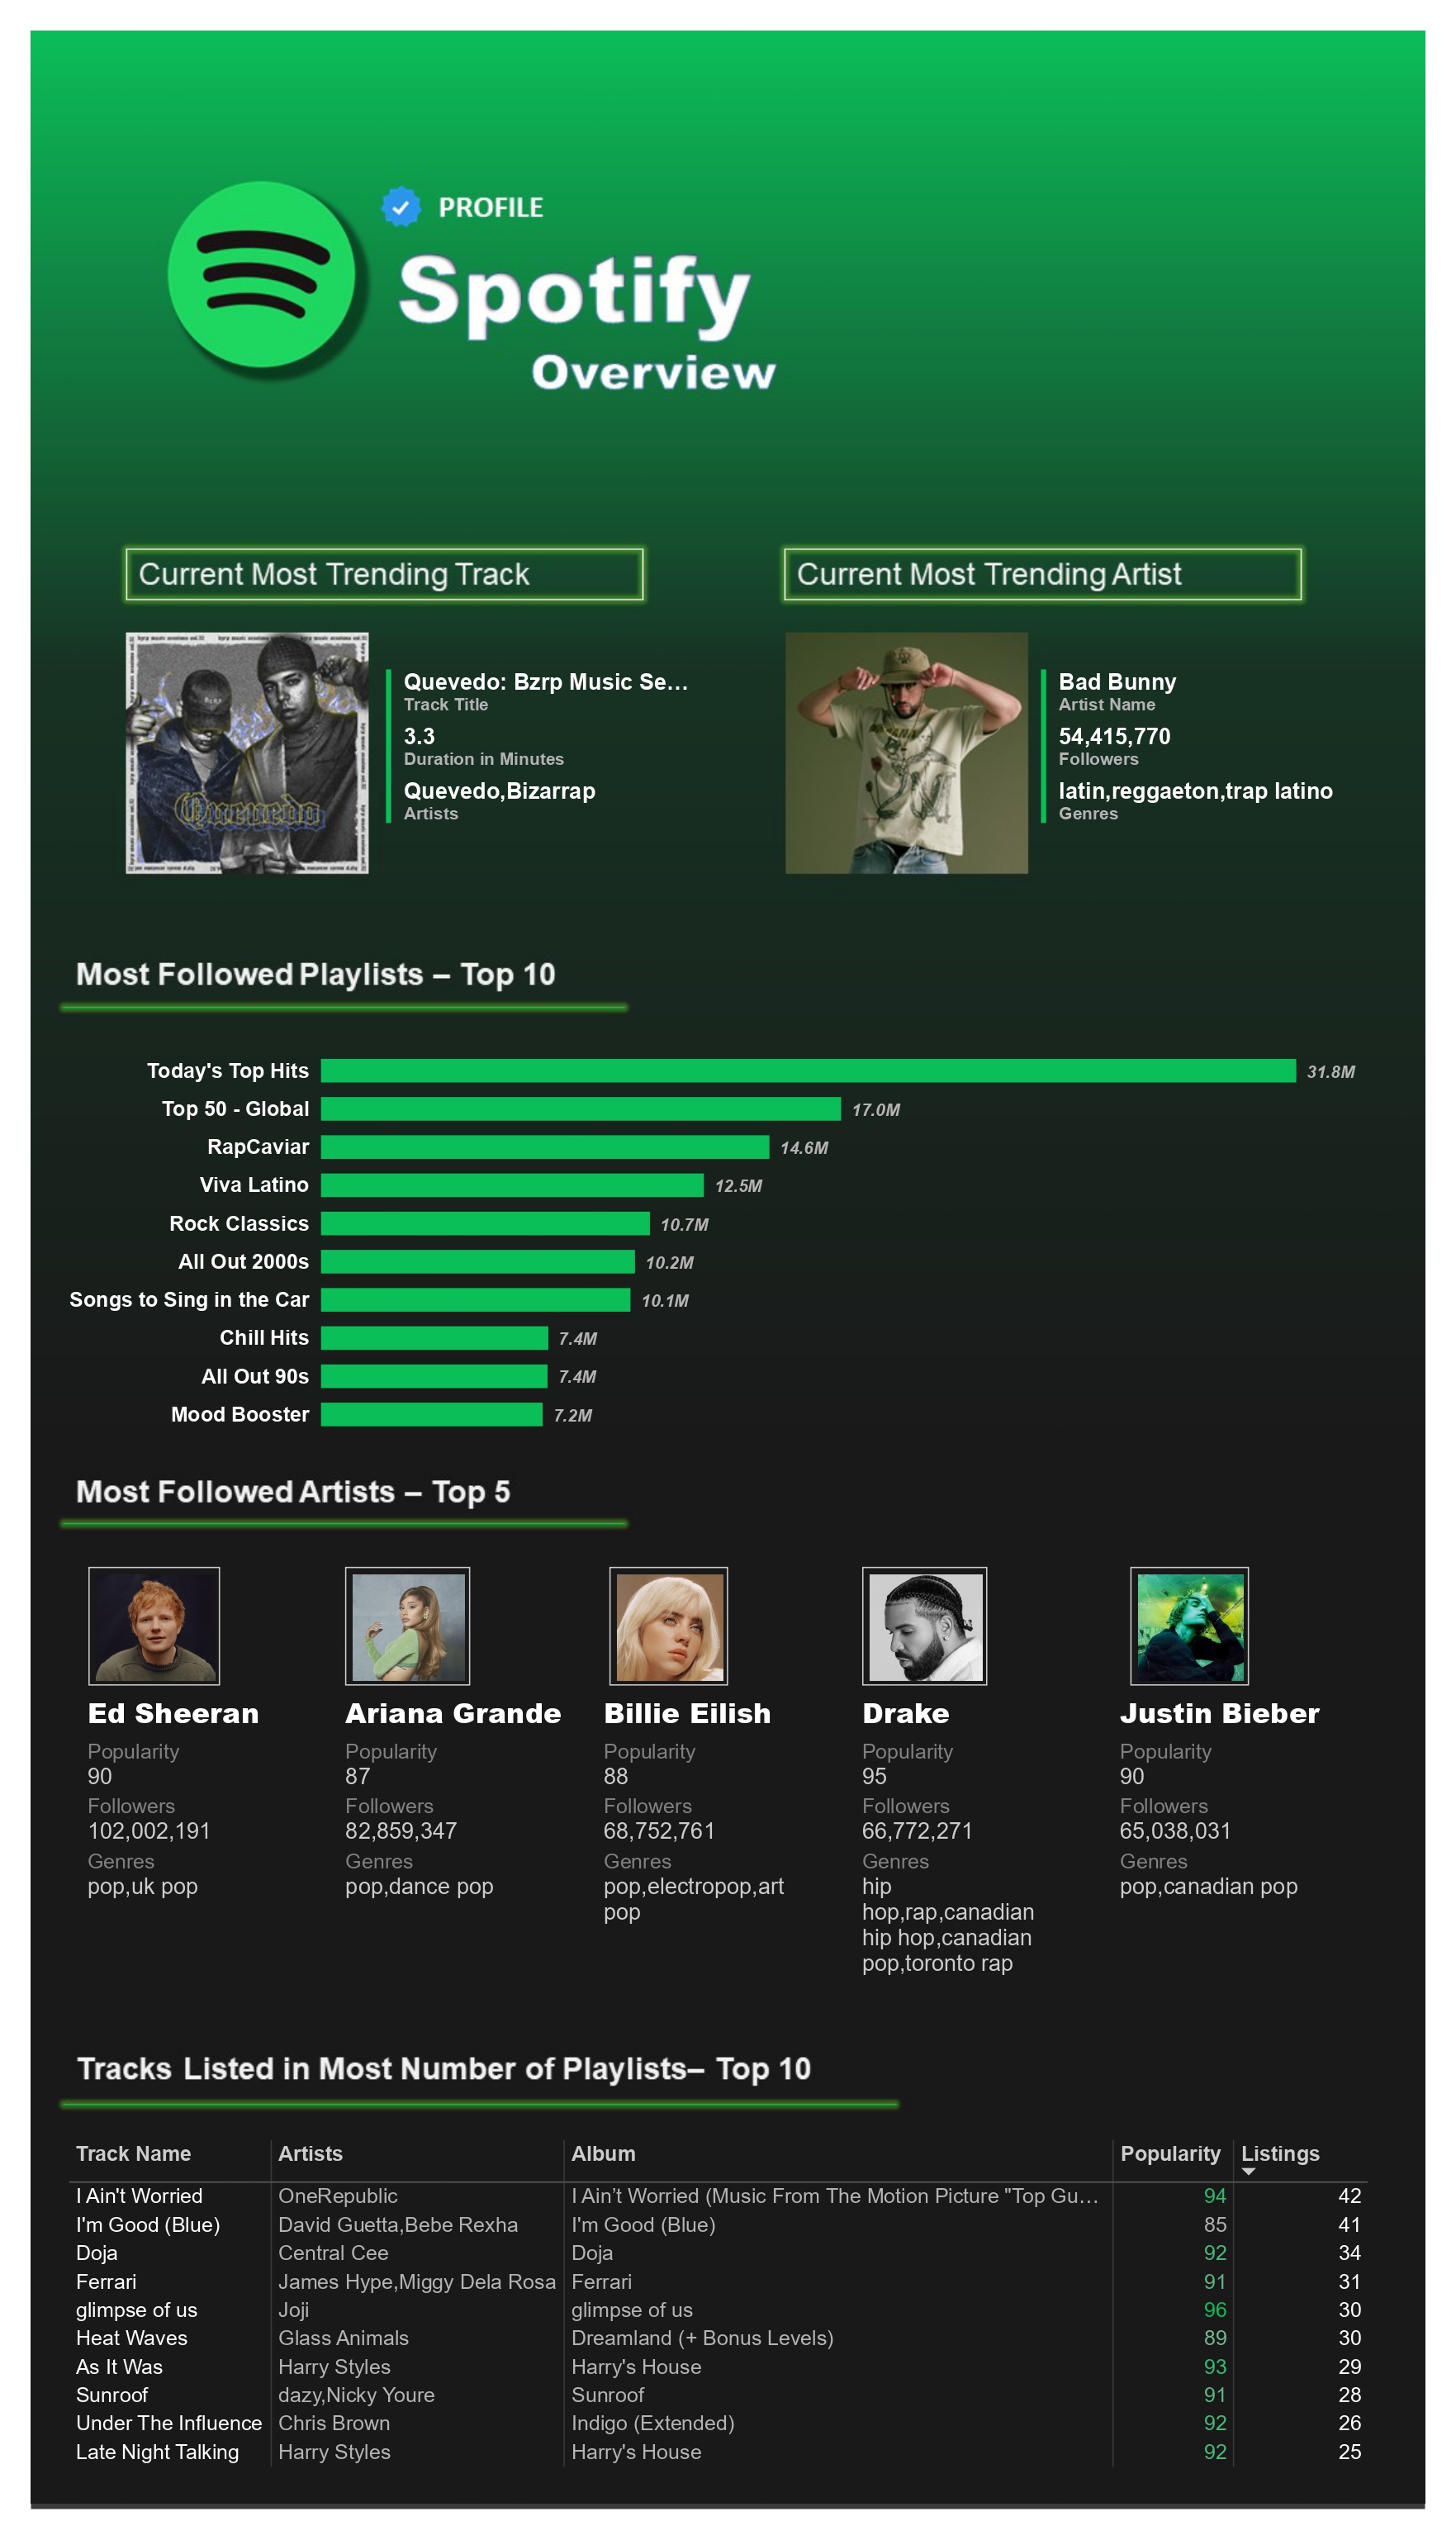 PROFILE
Spotify
Overview
Current Most Trending Track
Current Most Trending Artist
Quevedo
Quevedo: Bzrp Music Se...
Track Title
3.3
Duration in Minutes
Quevedo,Bizarrap
Artists
Bad Bunny
Artist Name
54,415,770
Followers
latin,reggaeton,trap latino
Genres
Most Followed Playlists – Top 10
Today's Top Hits 31.8M
Top 50 - Global 17.0M
RapCaviar 14.6M
Viva Latino 12.5M
Rock Classics 10.7M
All Out 2000s 10.2M
Songs to Sing in the Car 10.1M
Chill Hits 7.4M
All Out 90s 7.4M
Mood Booster 7.2M
Most Followed Artists – Top 5
Ed Sheeran
Popularity
90
Followers
102,002,191
Genres
pop,uk pop
Ariana Grande
Popularity
87
Followers
82,859,347
Genres
pop,dance pop
Billie Eilish
Popularity
88
Followers
68,752,761
Genres
pop,electropop,art
pop
Drake
Popularity
95
Followers
66,772,271
Genres
hip
hop,rap,canadian
hip hop,canadian
pop,toronto rap
Justin Bieber
Popularity
90
Followers
65,038,031
Genres
pop,canadian pop
Tracks Listed in Most Number of Playlists– Top 10
Track Name Artists Album Popularity Listings
I Ain't Worried OneRepublic I Ain’t Worried (Music From The Motion Picture "Top Gu... 94 42
I'm Good (Blue) David Guetta,Bebe Rexha I'm Good (Blue) 85 41
Doja Central Cee Doja 92 34
Ferrari James Hype,Miggy Dela Rosa Ferrari 91 31
glimpse of us Joji glimpse of us 96 30
Heat Waves Glass Animals Dreamland (+ Bonus Levels) 89 30
As It Was Harry Styles Harry's House 93 29
Sunroof dazy,Nicky Youre Sunroof 91 28
Under The Influence Chris Brown Indigo (Extended) 92 26
Late Night Talking Harry Styles Harry's House 92 25